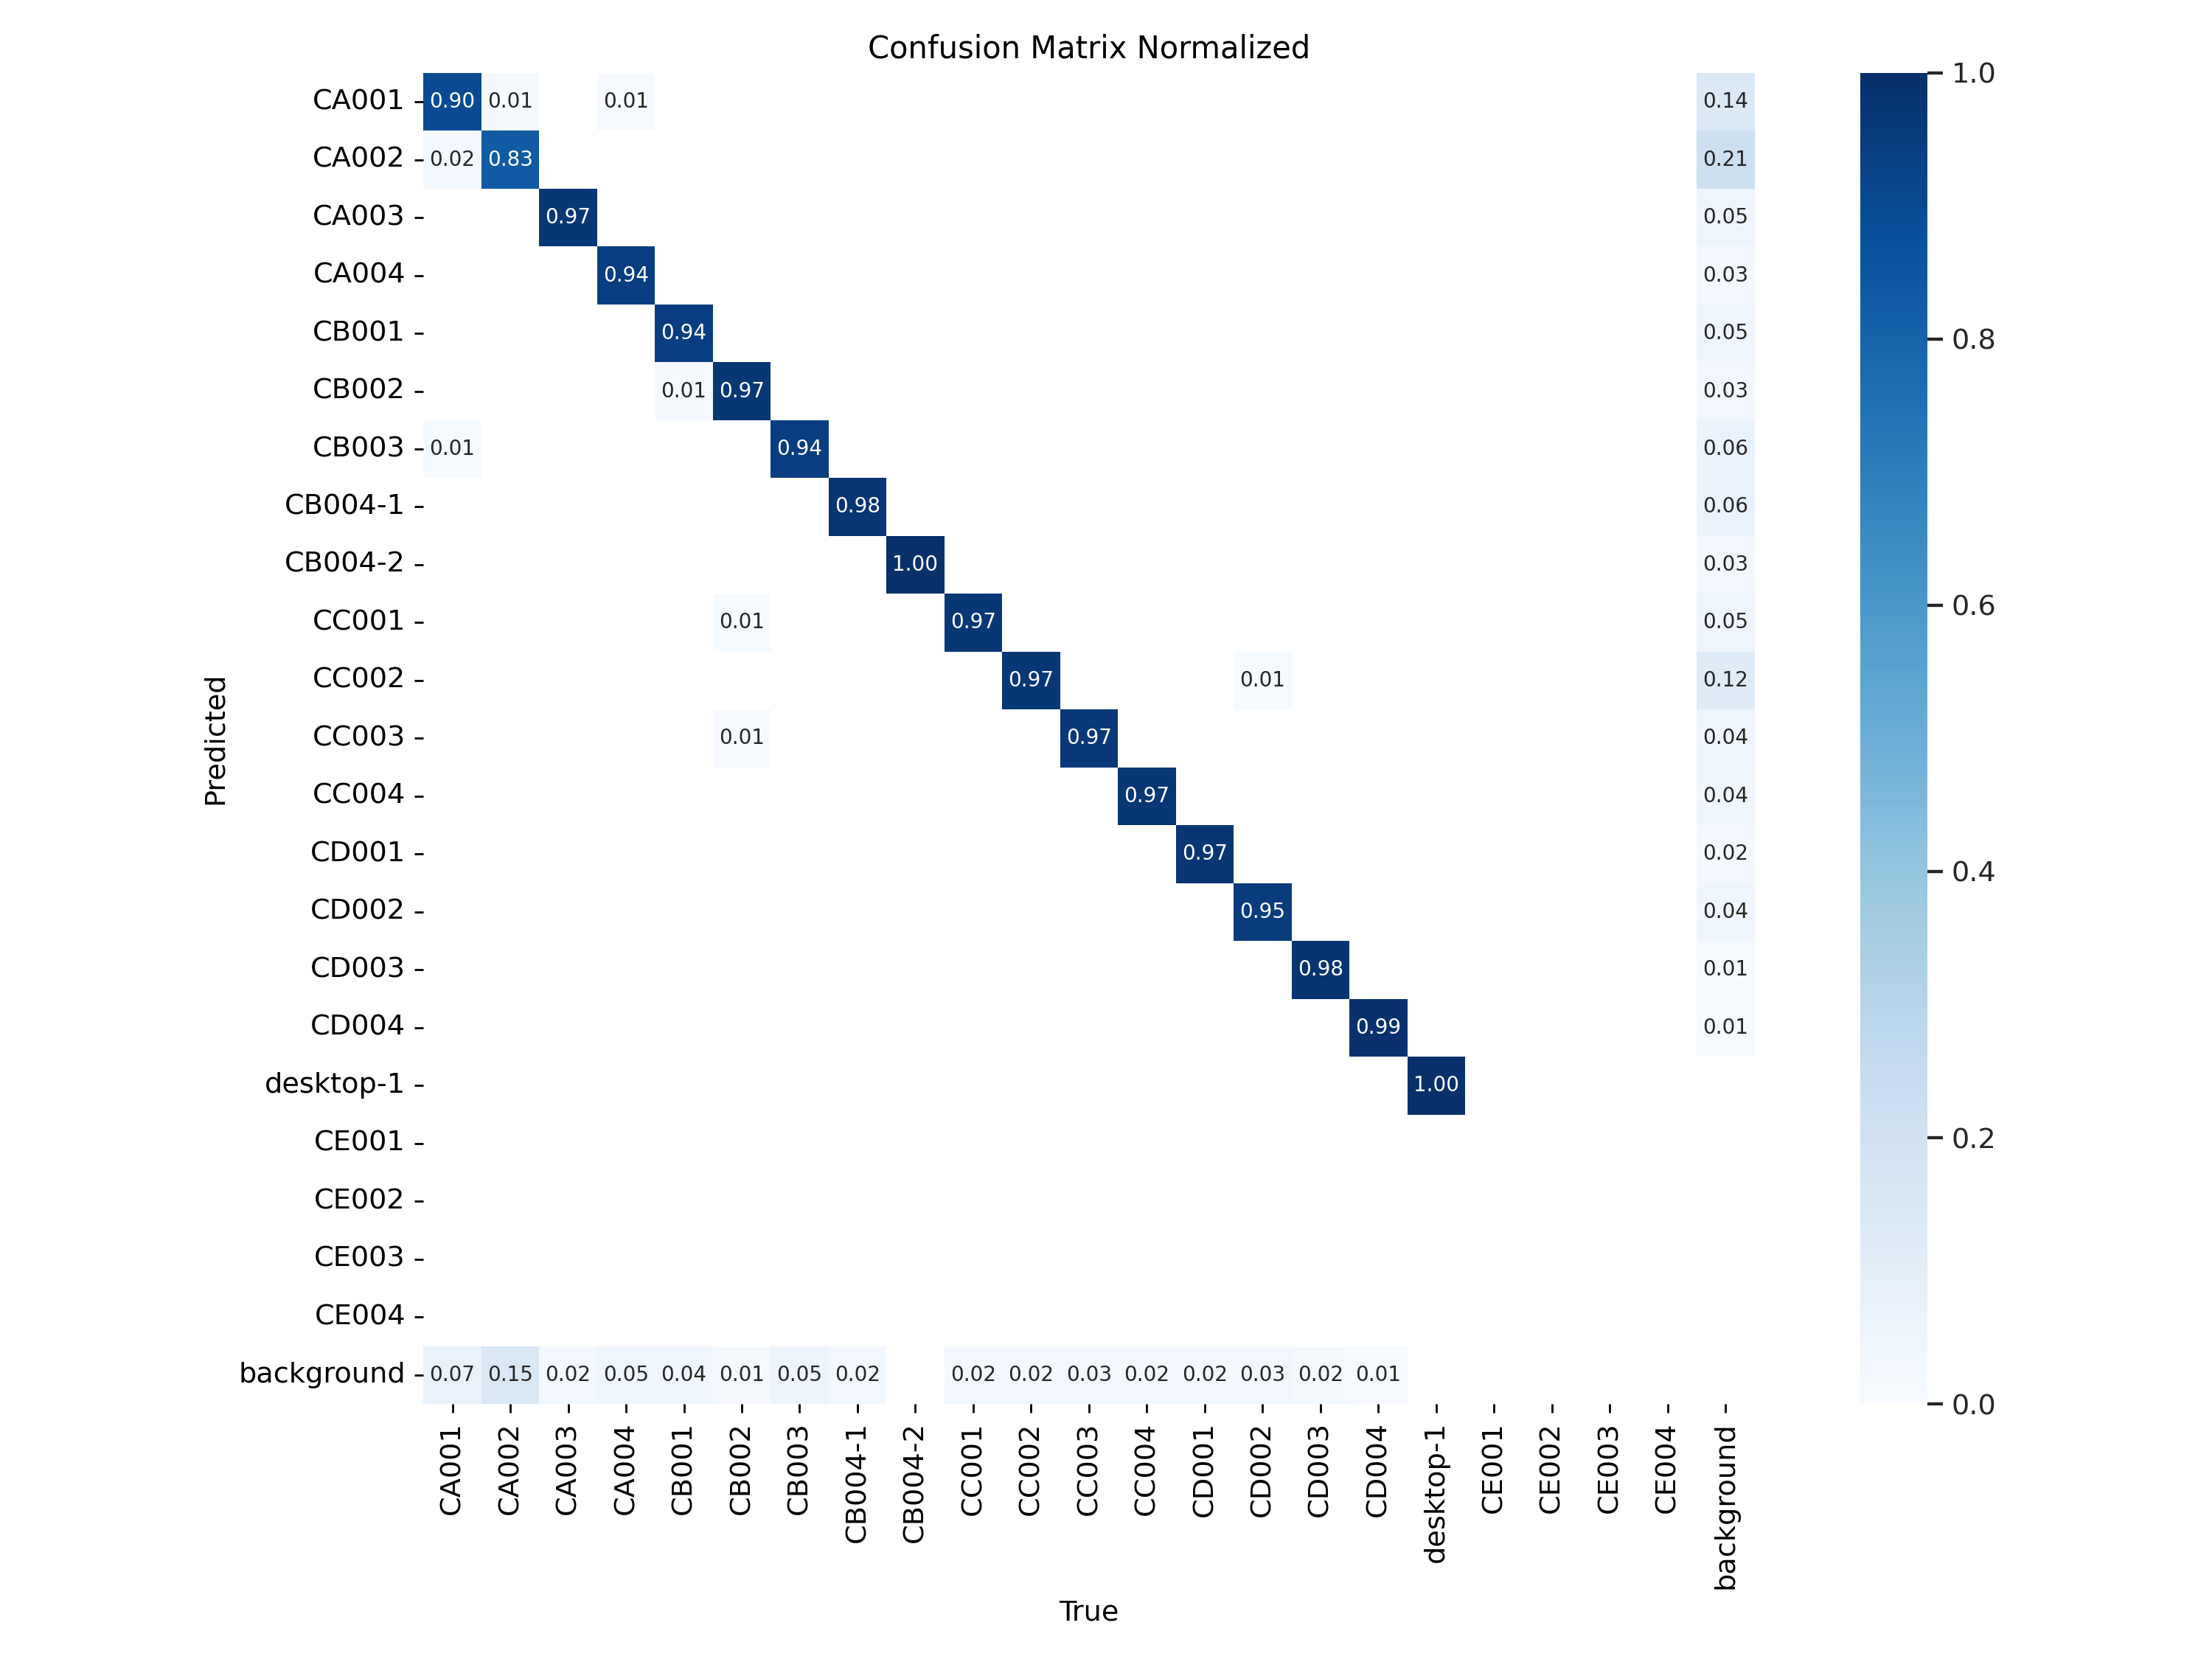 Confusion Matrix Normalized
CA001 0.90 0.01 0.01 0.14 1.0
CA002 0.02 0.83 0.21
CA003 0.97 0.05
CA004 0.94 0.03
CB001 0.94 0.05 0.8
CB002 0.01 0.97 0.03
CB003 0.01 0.94 0.06
CB004-1 0.98 0.06
CB004-2 1.00 0.03
CC001 0.01 0.97 0.05 0.6
CC002 0.97 0.01 0.12
CC003 0.01 0.97 0.04
CC004 0.97 0.04
CD001 0.97 0.02 0.4
CD002 0.95 0.04
CD003 0.98 0.01
CD004 0.99 0.01
desktop-1 1.00
CE001 0.2
CE002
CE003
CE004
background 0.07 0.15 0.02 0.05 0.04 0.01 0.05 0.02 0.02 0.02 0.03 0.02 0.02 0.03 0.02 0.01 0.0
Predicted
CA001 CA002 CA003 CA004 CB001 CB002 CB003 CB004-1 CB004-2 CC001 CC002 CC003 CC004 CD001 CD002 CD003 CD004 desktop-1 CE001 CE002 CE003 CE004 background
True